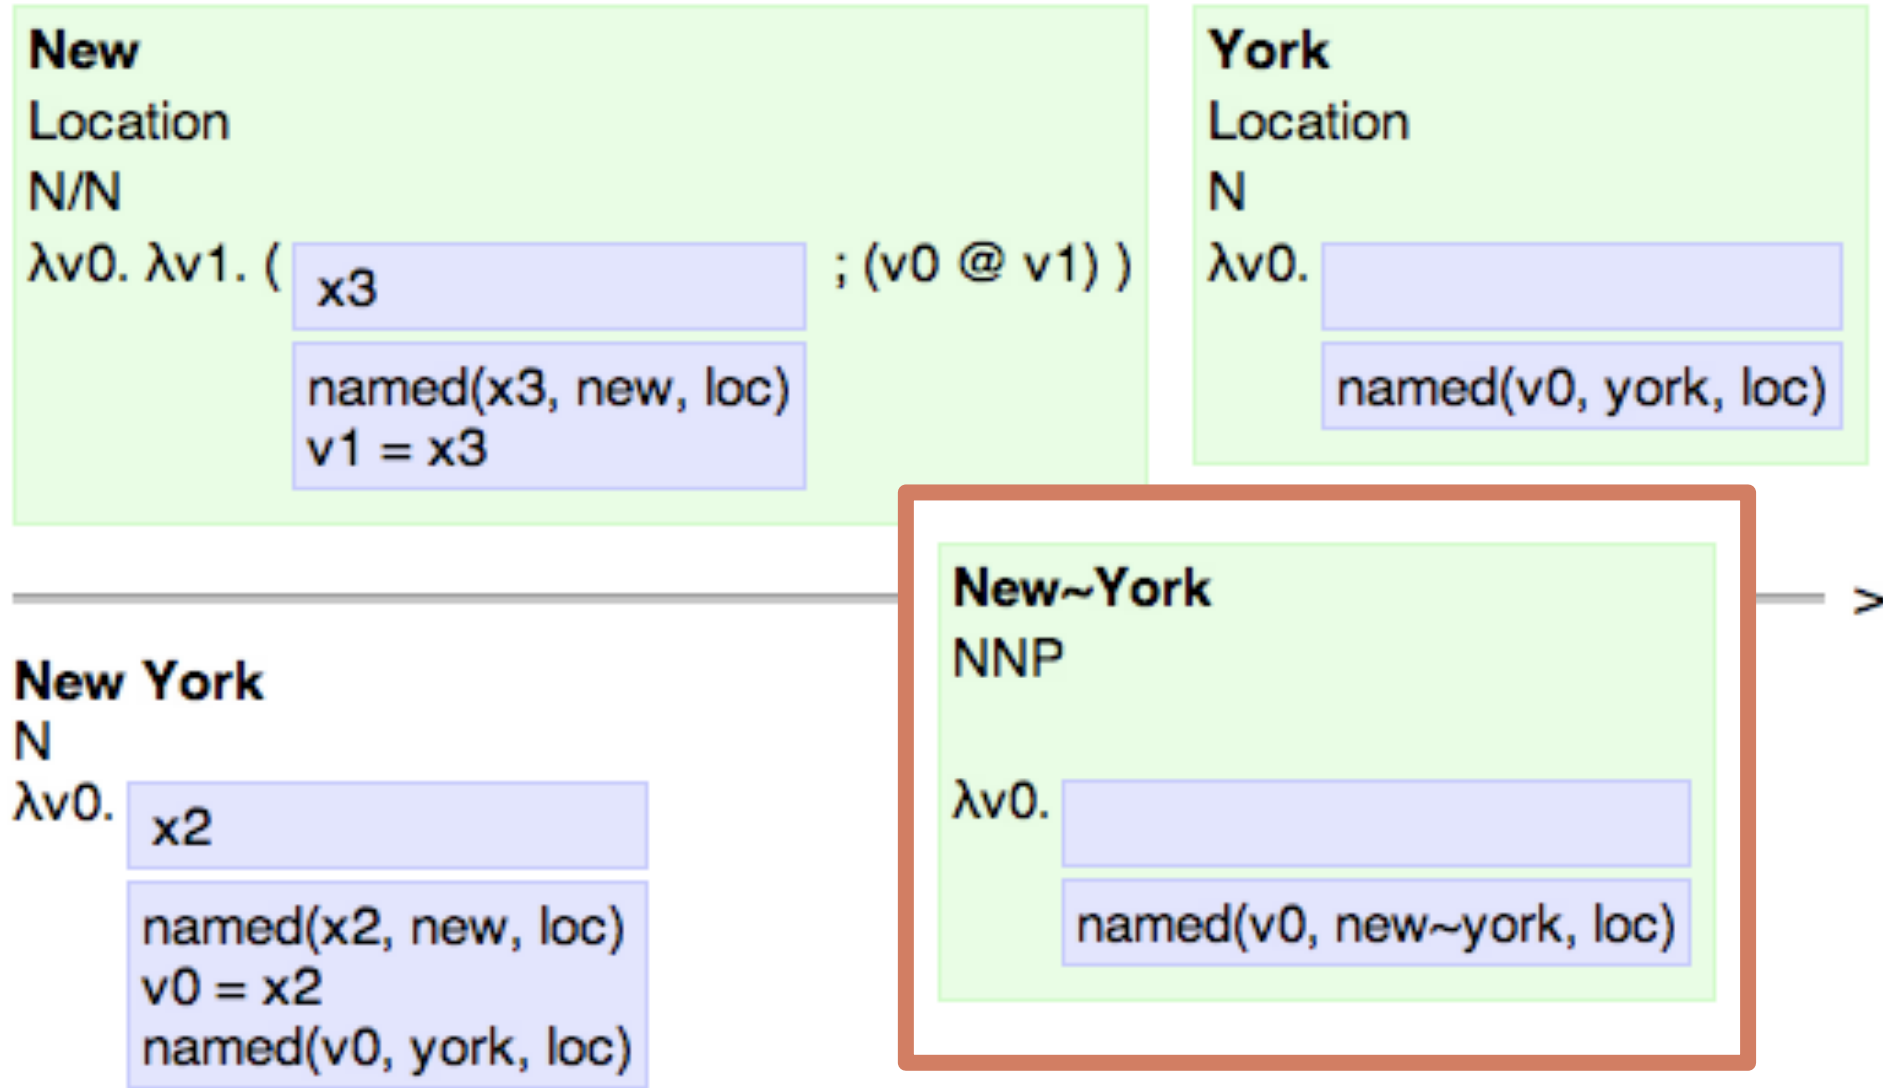 New
Location
N/N
λv0. λv1. ( x3 ; (v0 @ v1) )
named(x3, new, loc)
v1 = x3
York
Location
N
λv0.
named(v0, york, loc)
>
New York
N
λv0. x2
named(x2, new, loc)
v0 = x2
named(v0, york, loc)
New~York
NNP
λv0.
named(v0, new~york, loc)